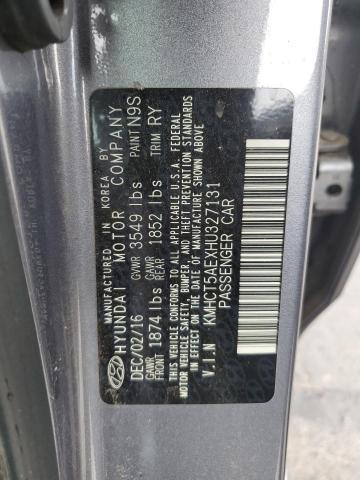 MANUFACTURED IN KOREA BY
HYUNDAI MOTOR COMPANY
DEC/02/16 GVWR 3549 lbs PAINT N9S
GAWR FRONT 1874 lbs GAWR REAR 1852 lbs TRIM RY
THIS VEHICLE CONFORMS TO ALL APPLICABLE U.S.A. FEDERAL
MOTOR VEHICLE SAFETY, BUMPER, AND THEFT PREVENTION
STANDARDS IN EFFECT ON THE DATE OF MANUFACTURE SHOWN ABOVE
V.I.N KMHCT5AEXHU327131
PASSENGER CAR